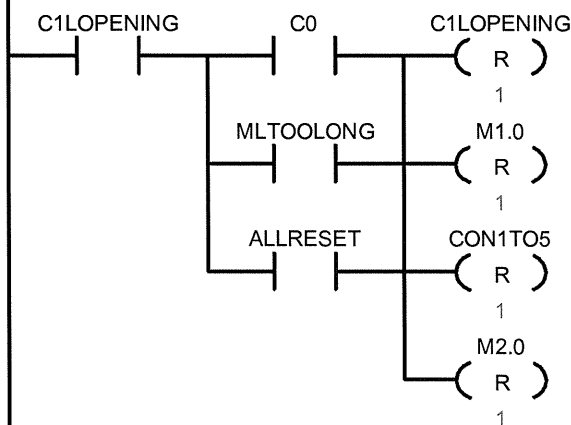 C1LOPENING C0 C1LOPENING
R
1
MLTOOLONG M1.0
R
1
ALLRESET CON1TO5
R
1
M2.0
R
1